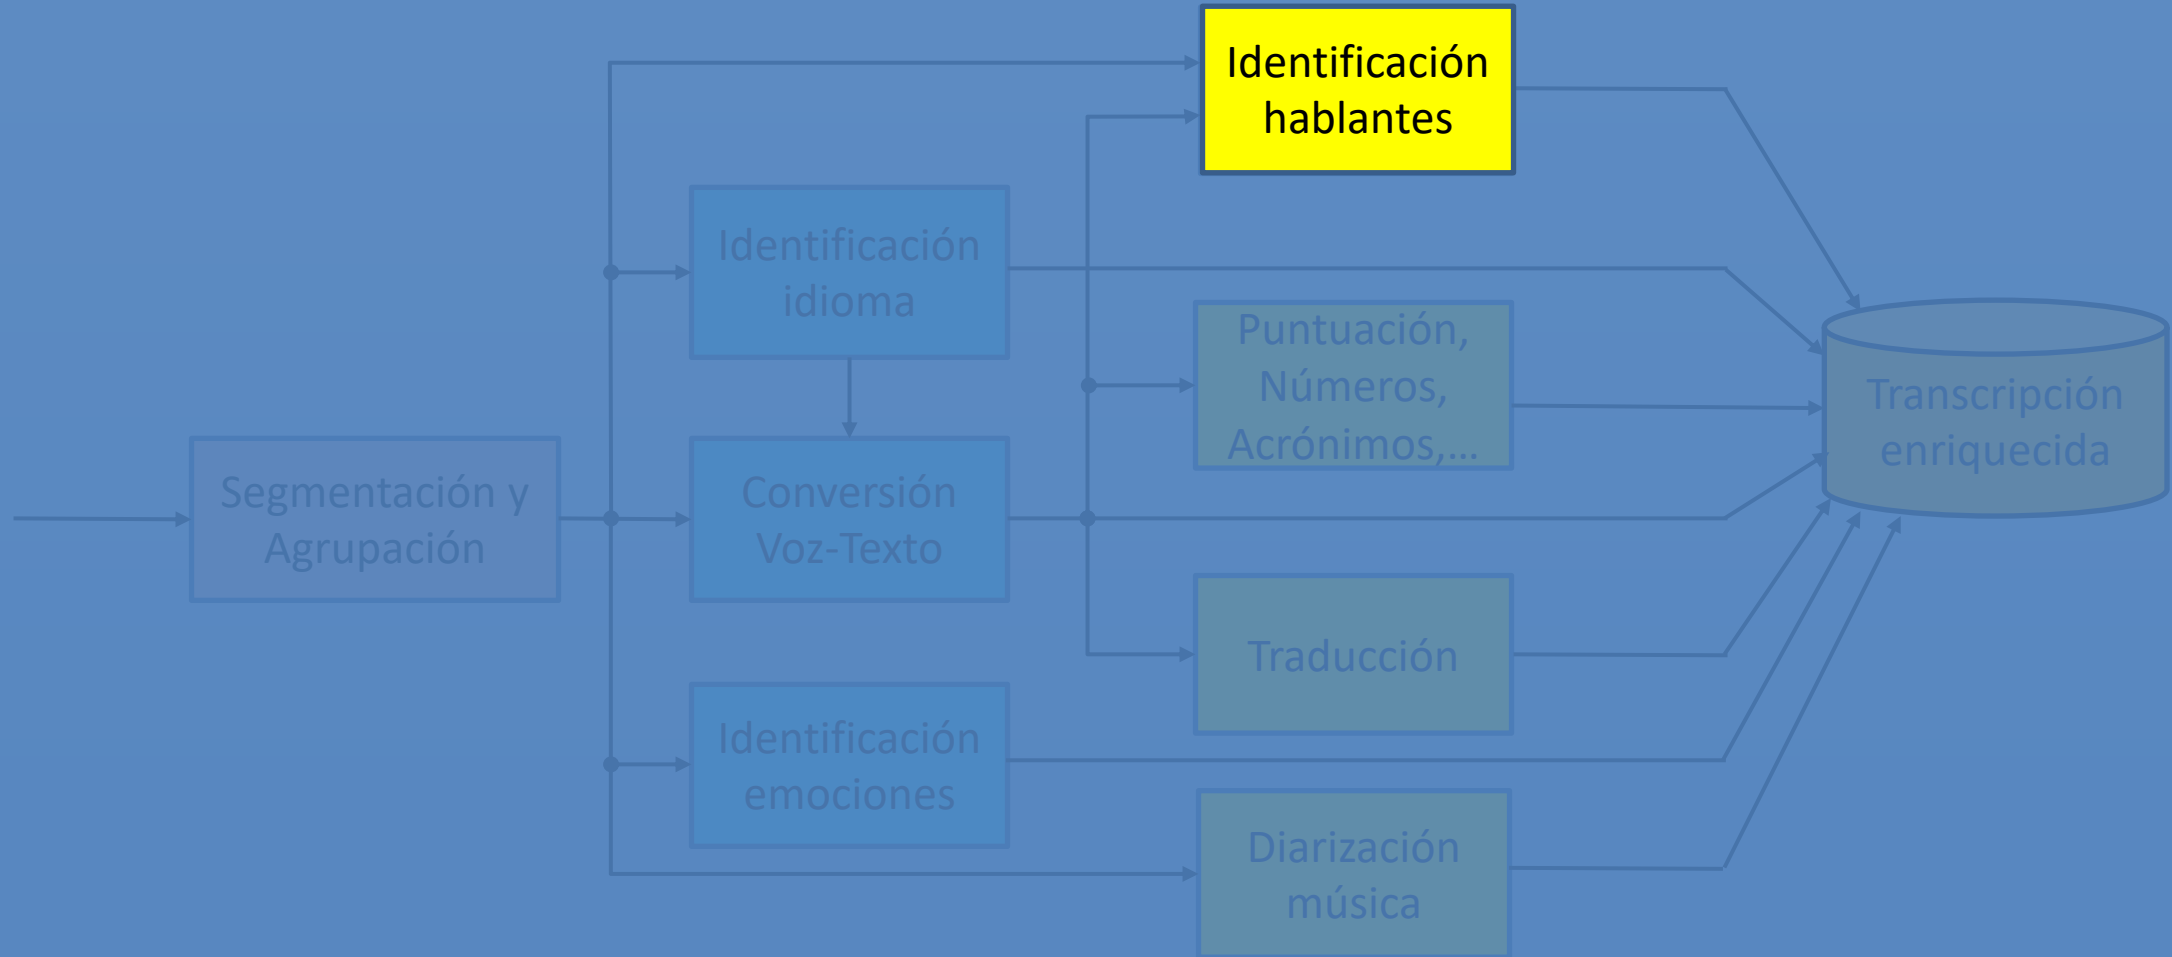 Identificación
hablantes
Identificación
idioma
Puntuación,
Números,
Acrónimos,...
Transcripción
enriquecida
Segmentación y
Agrupación
Conversión
Voz-Texto
Traducción
Identificación
emociones
Diarización
música